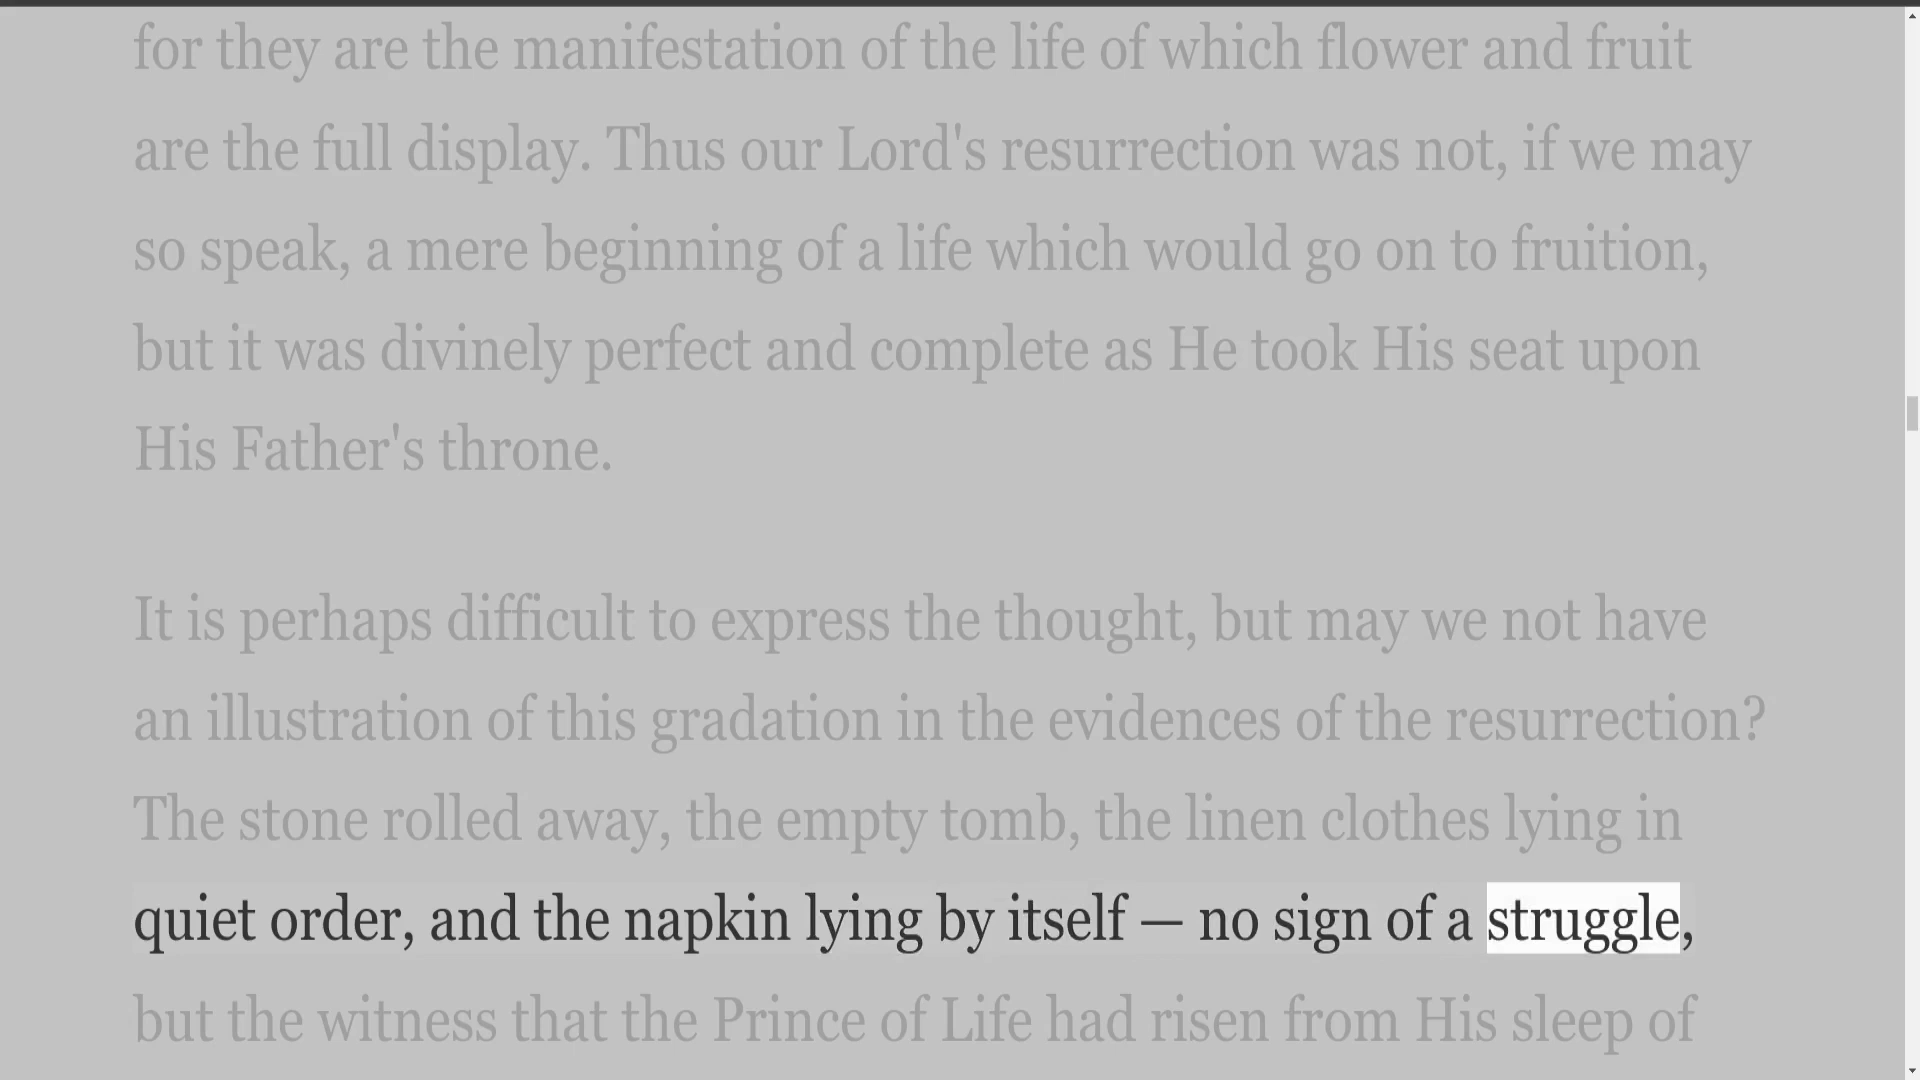 for they are the manifestation of the life of which flower and fruit
are the full display. Thus our Lord's resurrection was not, if we may
so speak, a mere beginning of a life which would go on to fruition,
but it was divinely perfect and complete as He took His seat upon
His Father's throne.
It is perhaps difficult to express the thought, but may we not have
an illustration of this gradation in the evidences of the resurrection?
The stone rolled away, the empty tomb, the linen clothes lying in
quiet order, and the napkin lying by itself — no sign of a struggle,
but the witness that the Prince of Life had risen from His sleep of